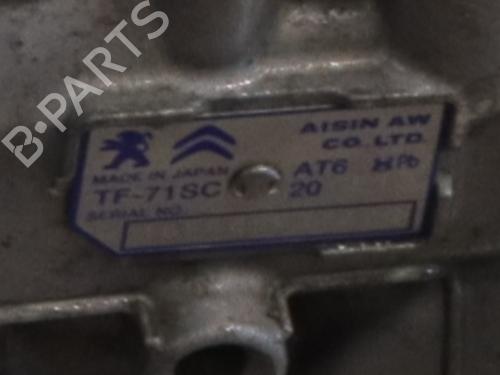 B-PARTS
AISIN AW
CO. LTD.
MADE IN JAPAN
AT6
TF-71SC
20
SERIAL NO.